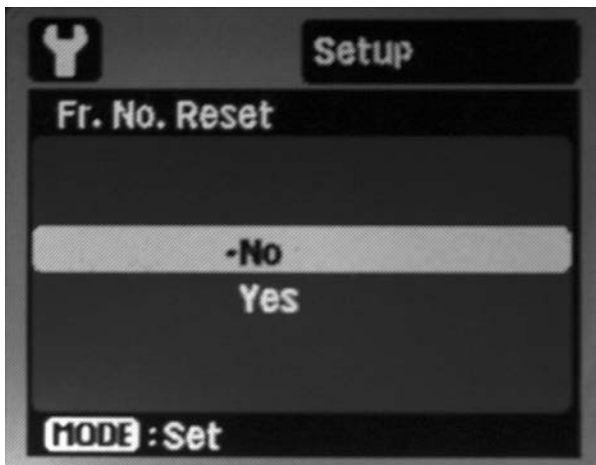 Setup
Fr. No. Reset
-No
Yes
MODE :Set